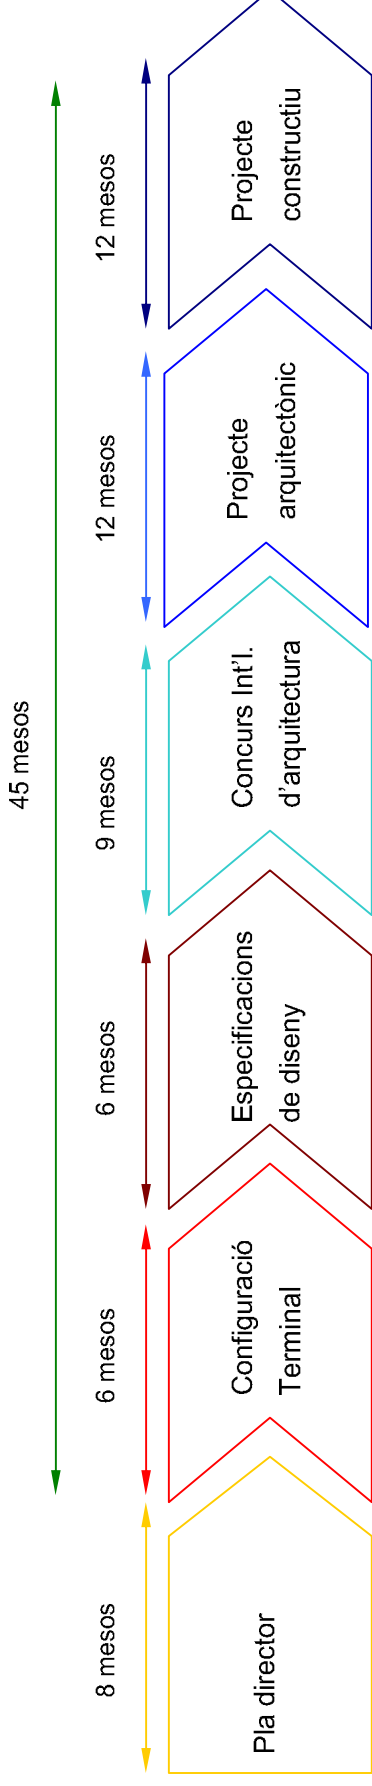 45 mesos
8 mesos
6 mesos
6 mesos
9 mesos
12 mesos
12 mesos
Pla director
Configuració
Terminal
Especificacions
de diseny
Concurs Int'l.
d'arquitectura
Projecte
arquitectònic
Projecte
constructiu